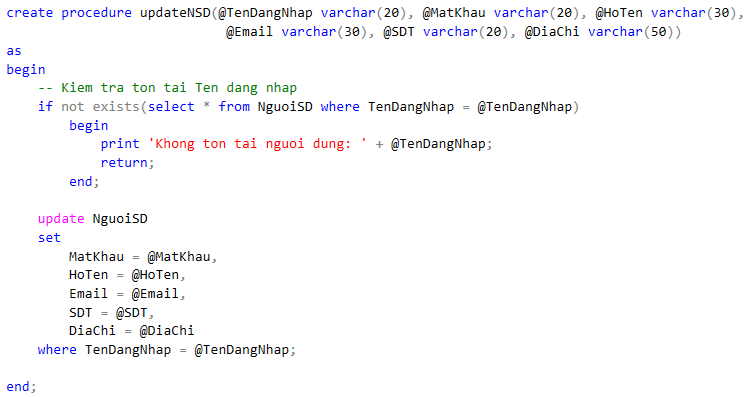 create procedure updateNSD(@TenDangNhap varchar(20), @MatKhau varchar(20), @HoTen varchar(30),
@Email varchar(30), @SDT varchar(20), @DiaChi varchar(50))
as
begin
-- Kiem tra ton tai Ten dang nhap
if not exists(select * from NguoiSD where TenDangNhap = @TenDangNhap)
begin
print 'Khong ton tai nguoi dung: ' + @TenDangNhap;
return;
end;
update NguoiSD
set
MatKhau = @MatKhau,
HoTen = @HoTen,
Email = @Email,
SDT = @SDT,
DiaChi = @DiaChi
where TenDangNhap = @TenDangNhap;
end;